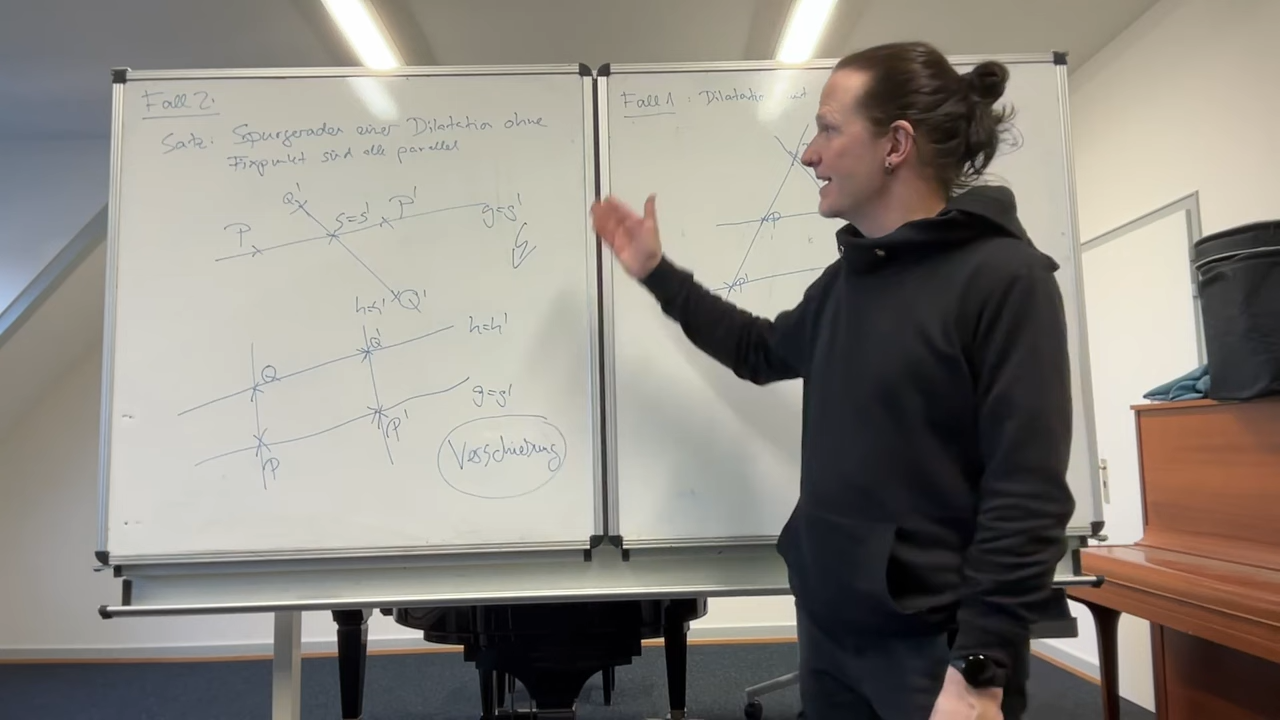 Fall 2:
Satz: Spurgeraden einer Dilatation ohne
Fixpunkt sind alle parallel
Q
P
S=S'
P'
g=g'
Q'
h=h'
Q
Q'
h=h'
P
P'
g=g'
Verschiebung
Fall 1: Dilatation mit
P
P'